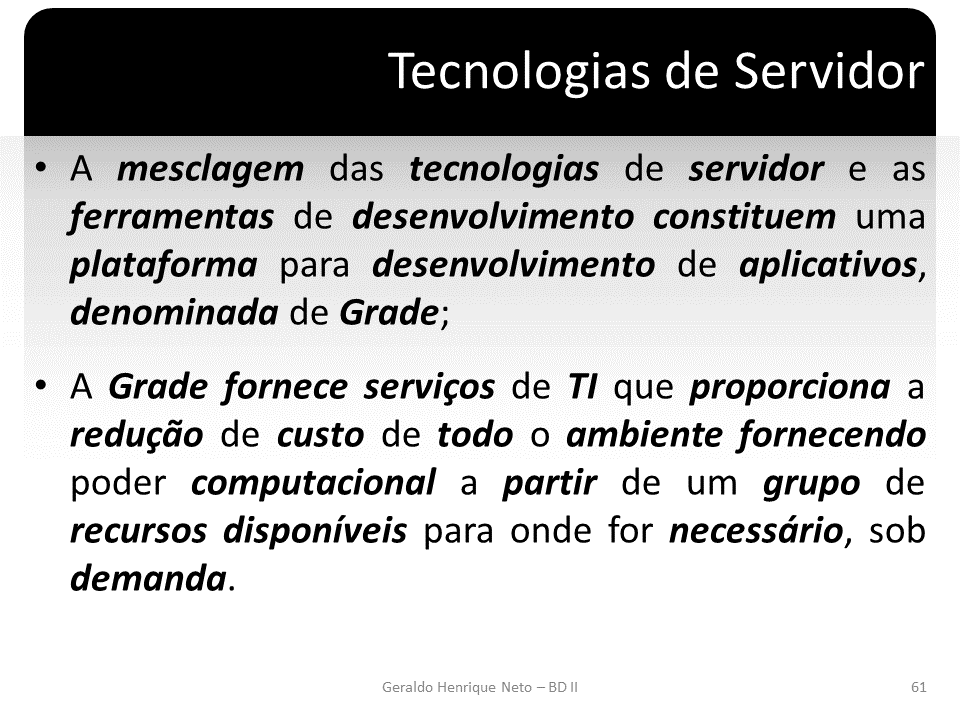 Tecnologias de Servidor
• A mesclagem das tecnologias de servidor e as
ferramentas de desenvolvimento constituem uma
plataforma para desenvolvimento de aplicativos,
denominada de Grade;
• A Grade fornece serviços de TI que proporciona a
redução de custo de todo o ambiente fornecendo
poder computacional a partir de um grupo de
recursos disponíveis para onde for necessário, sob
demanda.
Geraldo Henrique Neto – BD II
61